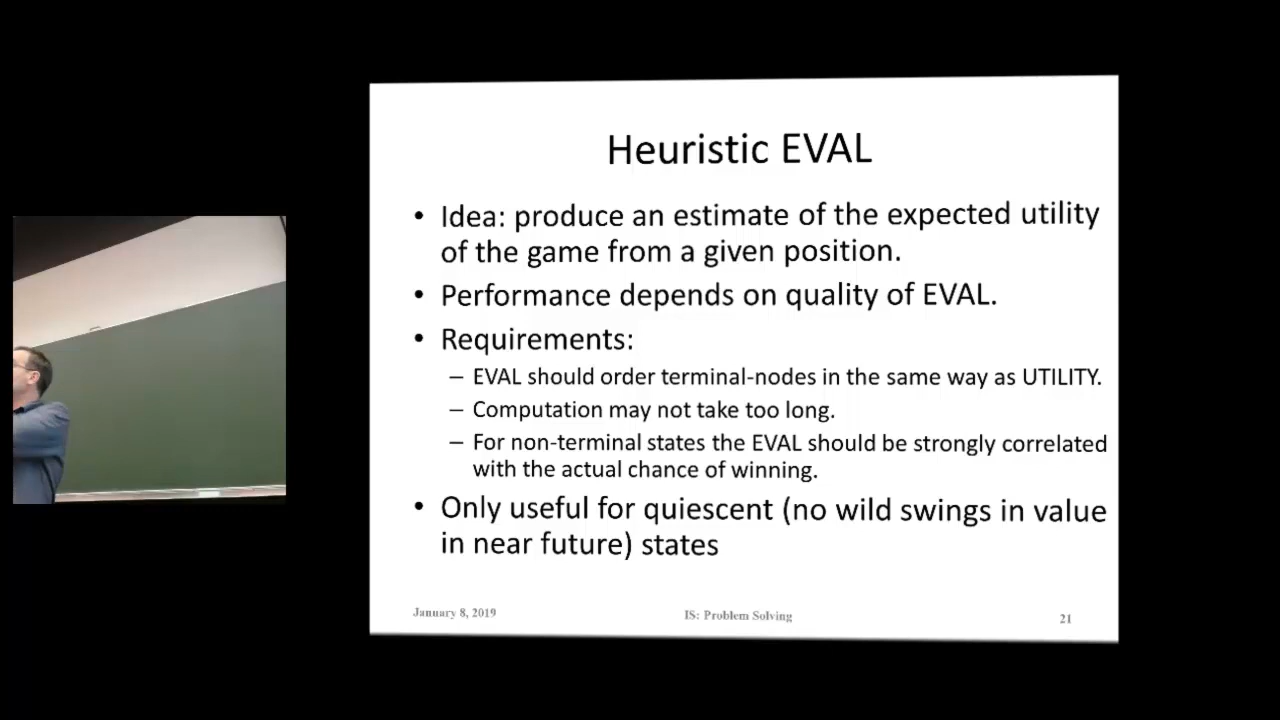 Heuristic EVAL
• Idea: produce an estimate of the expected utility
of the game from a given position.
• Performance depends on quality of EVAL.
• Requirements:
– EVAL should order terminal-nodes in the same way as UTILITY.
– Computation may not take too long.
– For non-terminal states the EVAL should be strongly correlated
with the actual chance of winning.
• Only useful for quiescent (no wild swings in value
in near future) states
January 8, 2019
IS: Problem Solving
21